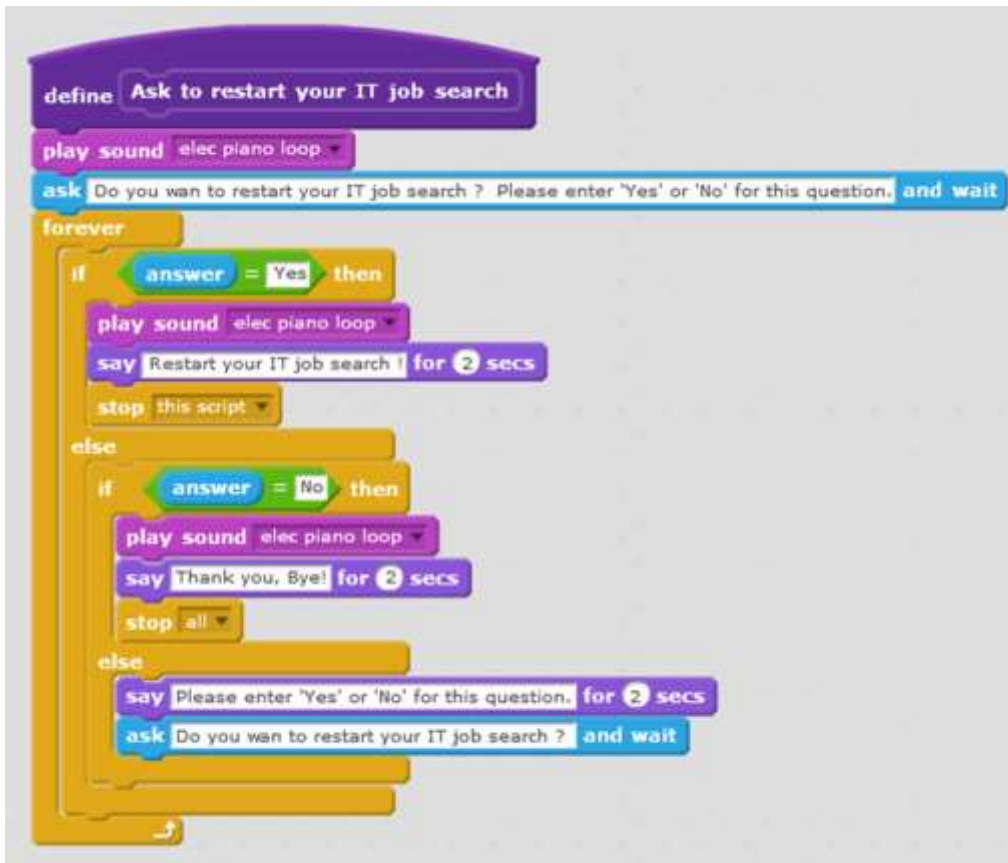 define Ask to restart your IT job search
play sound elec piano loop
ask Do you wan to restart your IT job search ? Please enter 'Yes' or 'No' for this question. and wait
forever
if answer = Yes then
play sound elec piano loop
say Restart your IT job search ! for 2 secs
stop this script
else
if answer = No then
play sound elec piano loop
say Thank you, Bye! for 2 secs
stop all
else
say Please enter 'Yes' or 'No' for this question. for 2 secs
ask Do you wan to restart your IT job search ? and wait